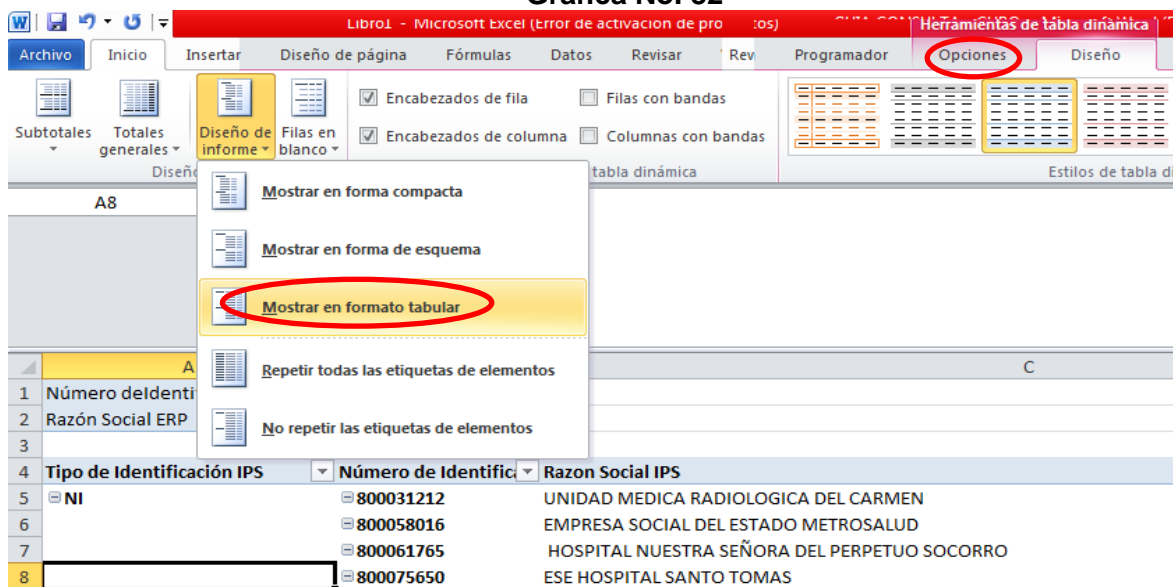 Gráfica No. 32
Libro1 - Microsoft Excel (Error de activación de pro tos)
Herramientas de tabla dinámica
Archivo Inicio Insertar Diseño de página Fórmulas Datos Revisar Programador Opciones Diseño
Subtotales
Totales generales
Diseño de informe
Filas en blanco
Encabezados de fila
Filas con bandas
Encabezados de columna
Columnas con bandas
Diseño
tabla dinámica
Estilos de tabla
Mostrar en forma compacta
Mostrar en forma de esquema
Mostrar en formato tabular
Repetir todas las etiquetas de elementos
No repetir las etiquetas de elementos
A8
A C
1 Número deIdenti
2 Razón Social ERP
3
4 Tipo de Identificación IPS Número de Identifica Razon Social IPS
5 NI 800031212 UNIDAD MEDICA RADIOLOGICA DEL CARMEN
6 800058016 EMPRESA SOCIAL DEL ESTADO METROSALUD
7 800061765 HOSPITAL NUESTRA SEÑORA DEL PERPETUO SOCORRO
8 800075650 ESE HOSPITAL SANTO TOMAS